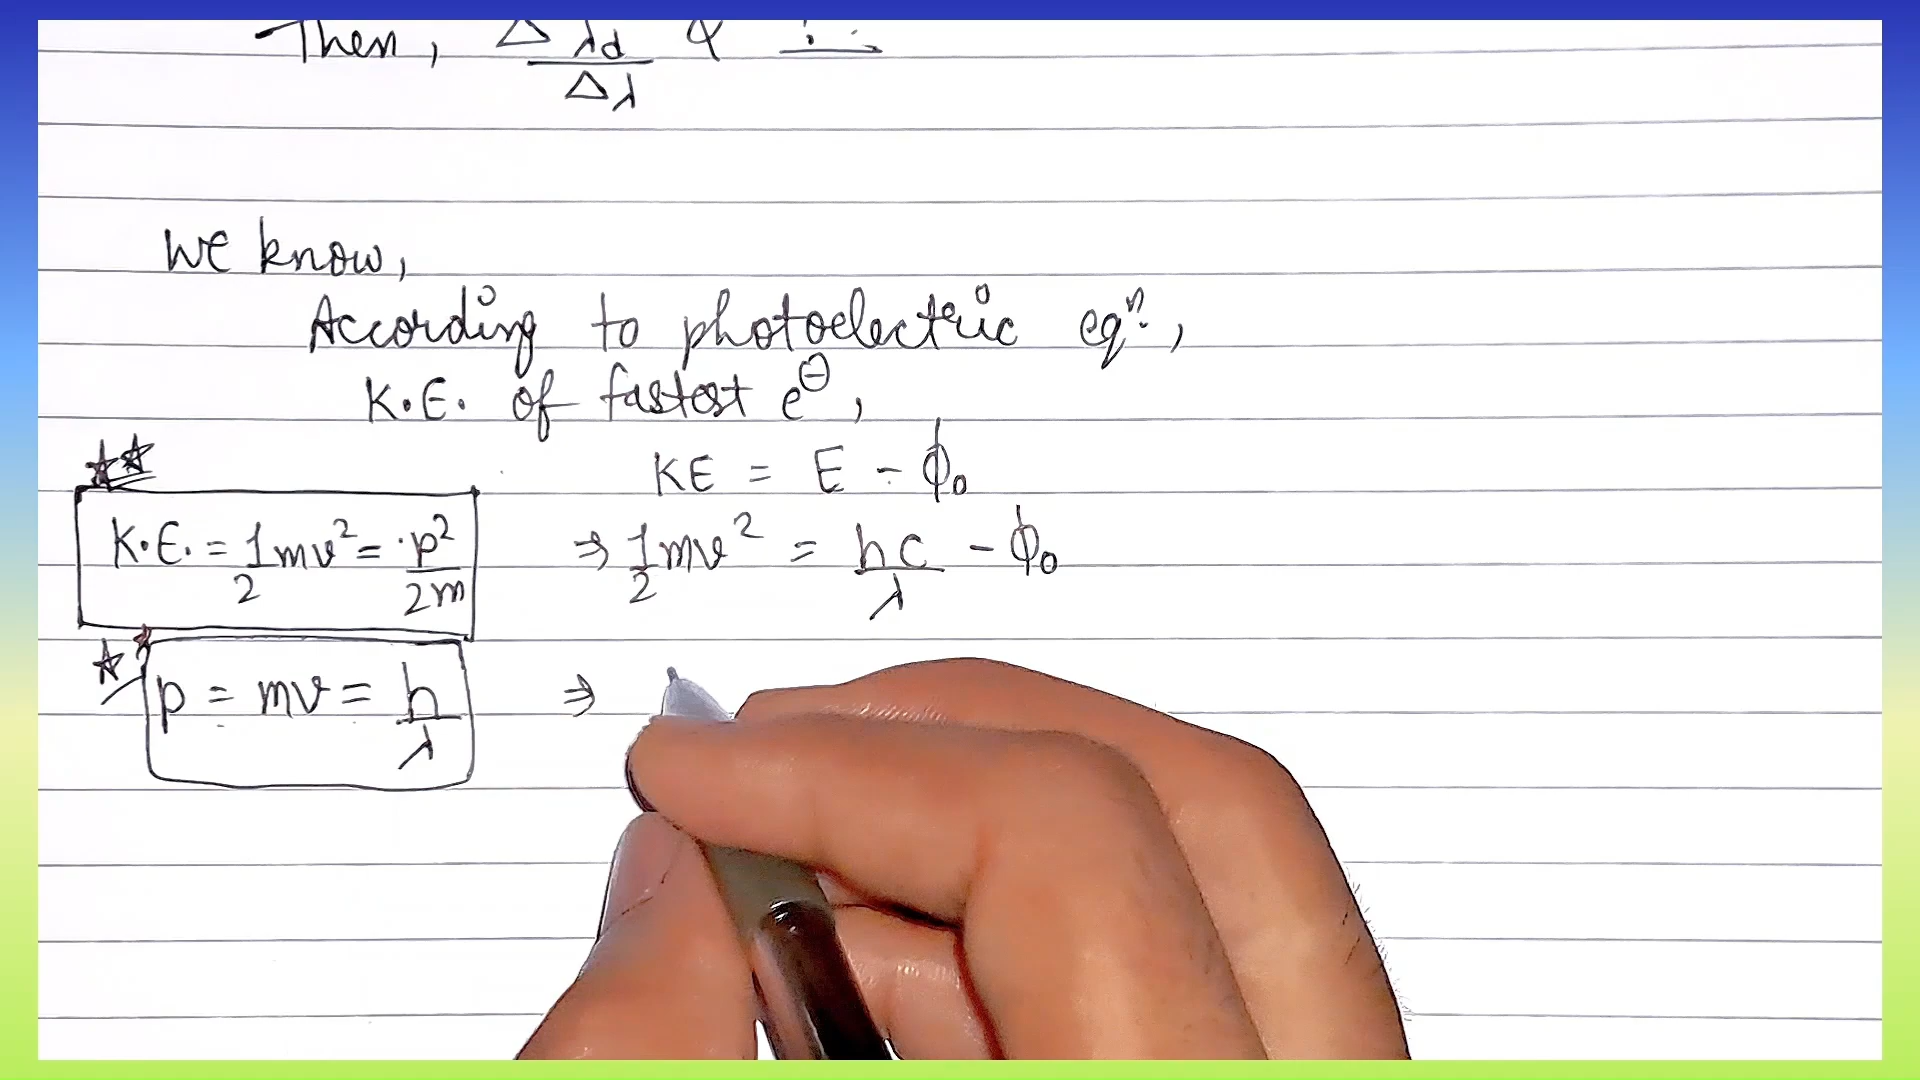 Then, Δλd / Δλ ∝
We know,
According to photoelectric eqⁿ.,
K.E. of fastest e⊖,
KE = E - ϕ₀
K.E. = 1/2 mv² = p²/2m
⇒ 1/2 mv² = hc/λ - ϕ₀
p = mv = h/λ
⇒